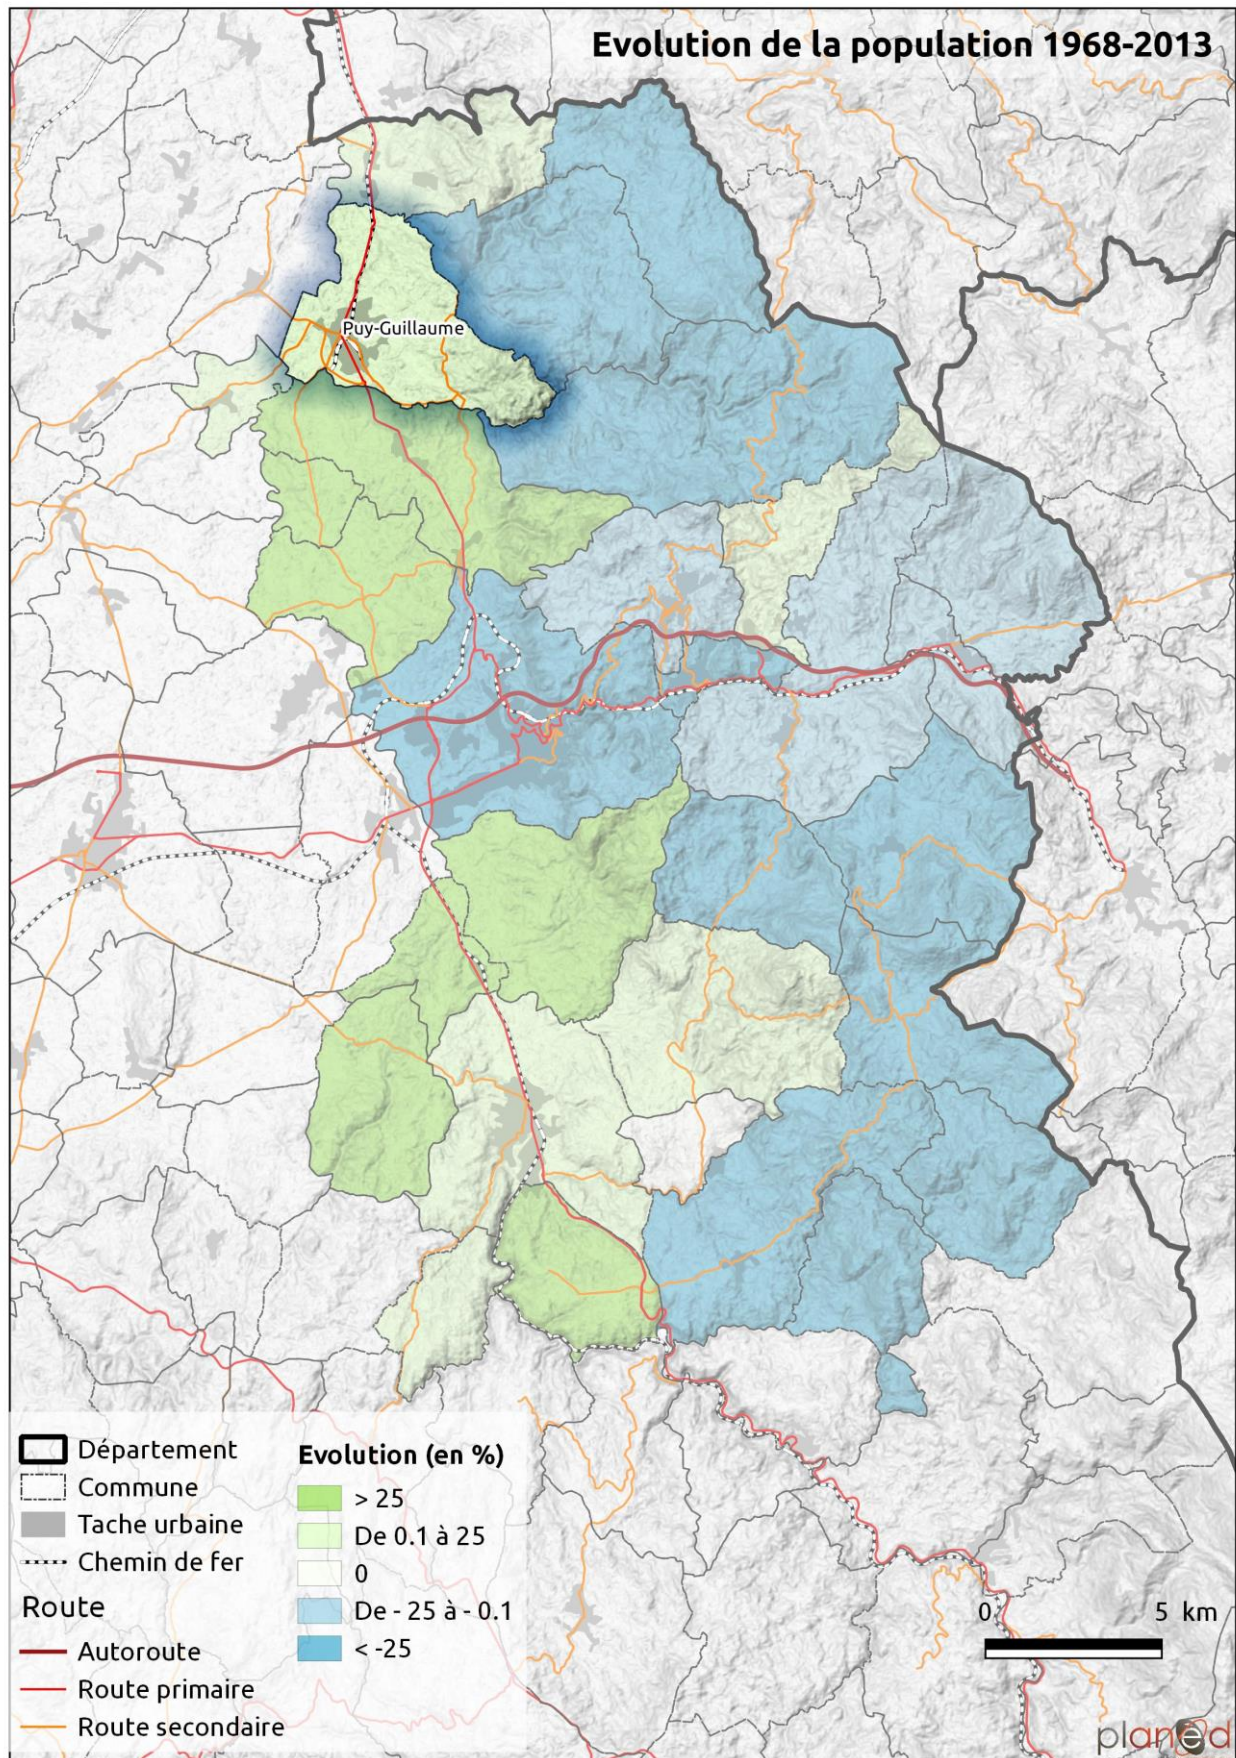 Evolution de la population 1968-2013
Puy-Guillaume
Département
Commune
Tache urbaine
Chemin de fer
Route
Autoroute
Route primaire
Route secondaire
Evolution (en %)
> 25
De 0.1 à 25
0
De - 25 à - 0.1
< -25
0 5 km
planed